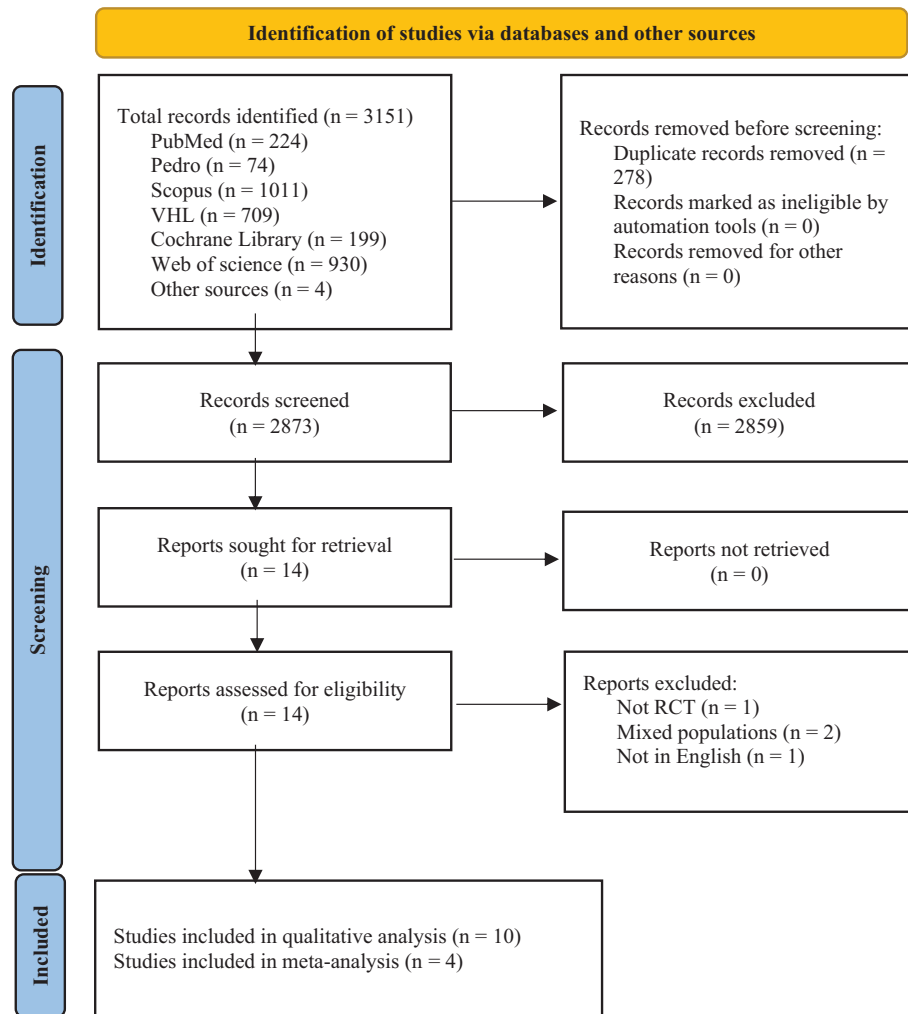 Identification of studies via databases and other sources
Identification
Total records identified (n = 3151)
PubMed (n = 224)
Pedro (n = 74)
Scopus (n = 1011)
VHL (n = 709)
Cochrane Library (n = 199)
Web of science (n = 930)
Other sources (n = 4)
Records removed before screening:
Duplicate records removed (n =
278)
Records marked as ineligible by
automation tools (n = 0)
Records removed for other
reasons (n = 0)
Screening
Records screened
(n = 2873)
Records excluded
(n = 2859)
Reports sought for retrieval
(n = 14)
Reports not retrieved
(n = 0)
Reports assessed for eligibility
(n = 14)
Reports excluded:
Not RCT (n = 1)
Mixed populations (n = 2)
Not in English (n = 1)
Included
Studies included in qualitative analysis (n = 10)
Studies included in meta-analysis (n = 4)